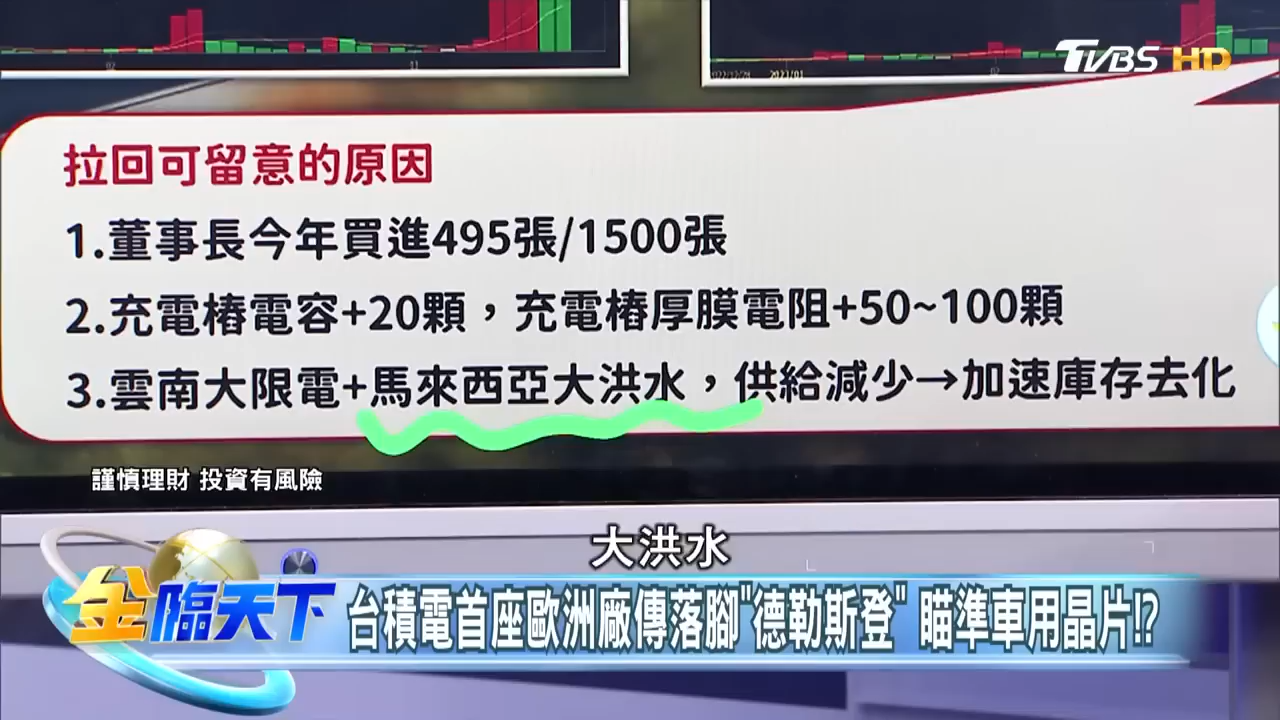 TVBS HD
拉回可留意的原因
1.董事長今年買進495張/1500張
2.充電樁電容+20顆，充電樁厚膜電阻+50~100顆
3.雲南大限電+馬來西亞大洪水，供給減少→加速庫存去化
謹慎理財 投資有風險
大洪水
金臨天下
台積電首座歐洲廠傳落腳"德勒斯登" 瞄準車用晶片!?